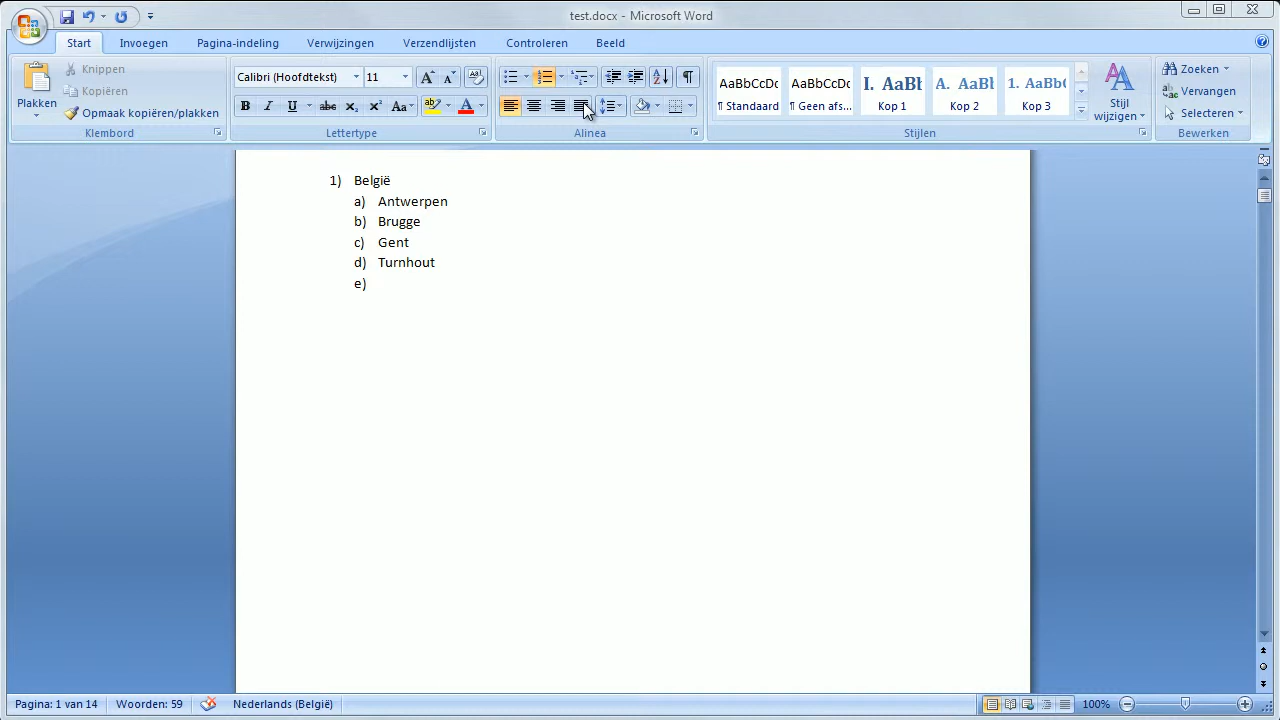 test.docx - Microsoft Word
Start Invoegen Pagina-indeling Verwijzingen Verzendlijsten Controleren Beeld
Plakken
Knippen
Kopiëren
Opmaak kopiëren/plakken
Klembord
Calibri (Hoofdtekst) 11
Lettertype
Alinea
AaBbCcDc AaBbCcDc I. AaBb A. AaBb 1. AaBb(
¶ Standaard ¶ Geen afs... Kop 1 Kop 2 Kop 3
Stijl wijzigen
Stijlen
Zoeken
Vervangen
Selecteren
Bewerken
1) België
a) Antwerpen
b) Brugge
c) Gent
d) Turnhout
e)
Pagina: 1 van 14 Woorden: 59 Nederlands (België) 100%